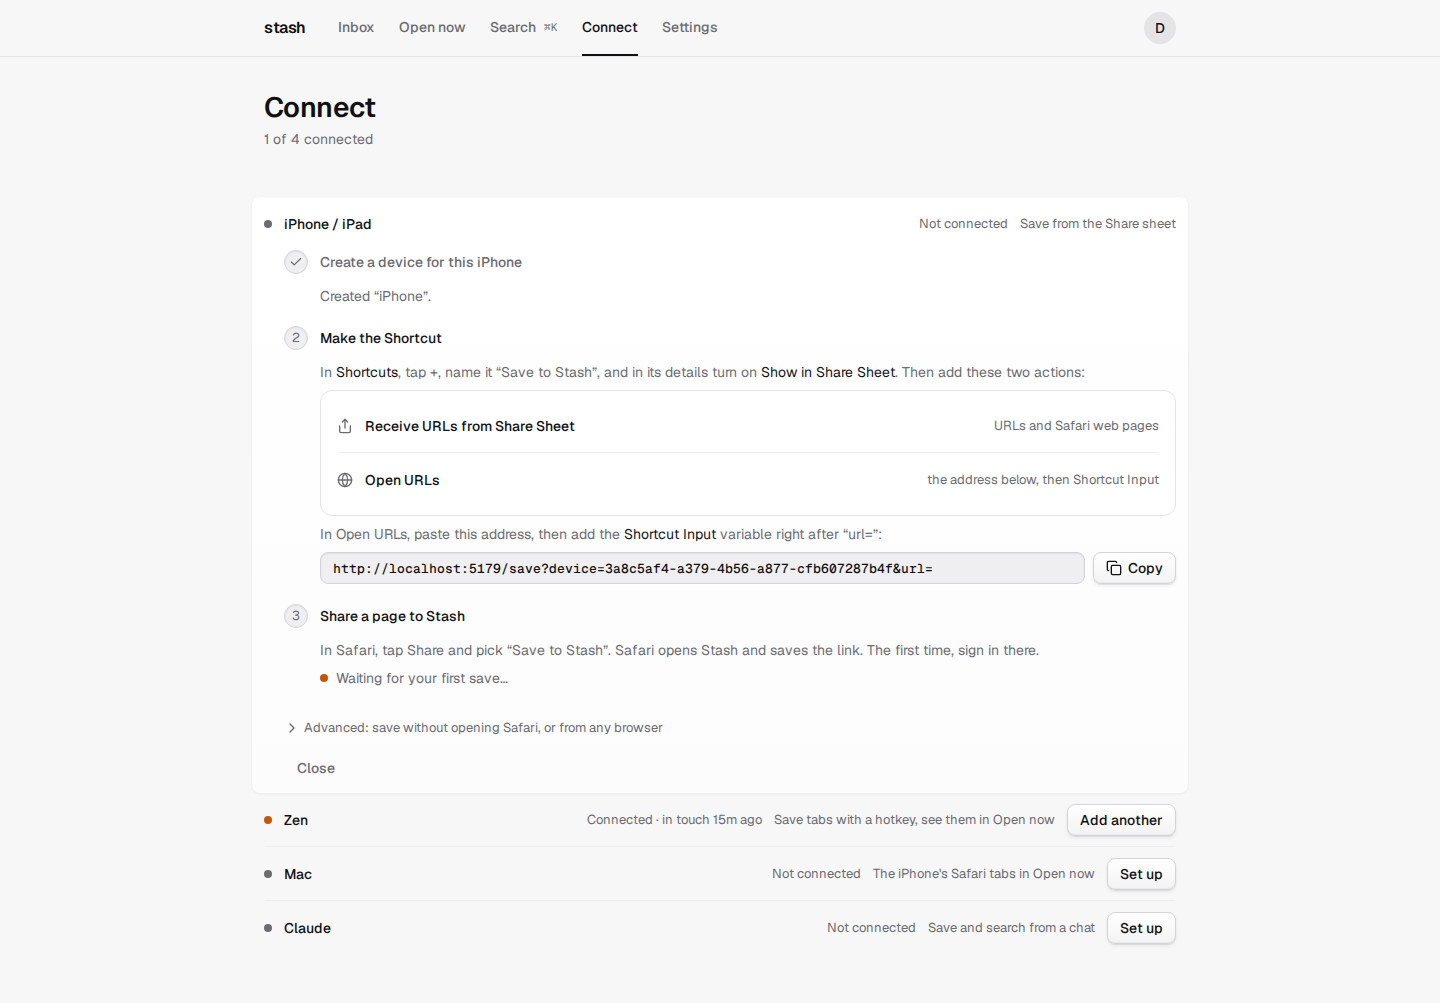 stash Inbox Open now Search ⌘K Connect Settings D
Connect
1 of 4 connected
iPhone / iPad Not connected Save from the Share sheet
Create a device for this iPhone
Created “iPhone”.
2 Make the Shortcut
In Shortcuts, tap +, name it “Save to Stash”, and in its details turn on Show in Share Sheet. Then add these two actions:
Receive URLs from Share Sheet URLs and Safari web pages
Open URLs the address below, then Shortcut Input
In Open URLs, paste this address, then add the Shortcut Input variable right after “url=”:
http://localhost:5179/save?device=3a8c5af4-a379-4b56-a877-cfb607287b4f&url= Copy
3 Share a page to Stash
In Safari, tap Share and pick “Save to Stash”. Safari opens Stash and saves the link. The first time, sign in there.
Waiting for your first save…
Advanced: save without opening Safari, or from any browser
Close
Zen Connected · in touch 15m ago Save tabs with a hotkey, see them in Open now Add another
Mac Not connected The iPhone's Safari tabs in Open now Set up
Claude Not connected Save and search from a chat Set up